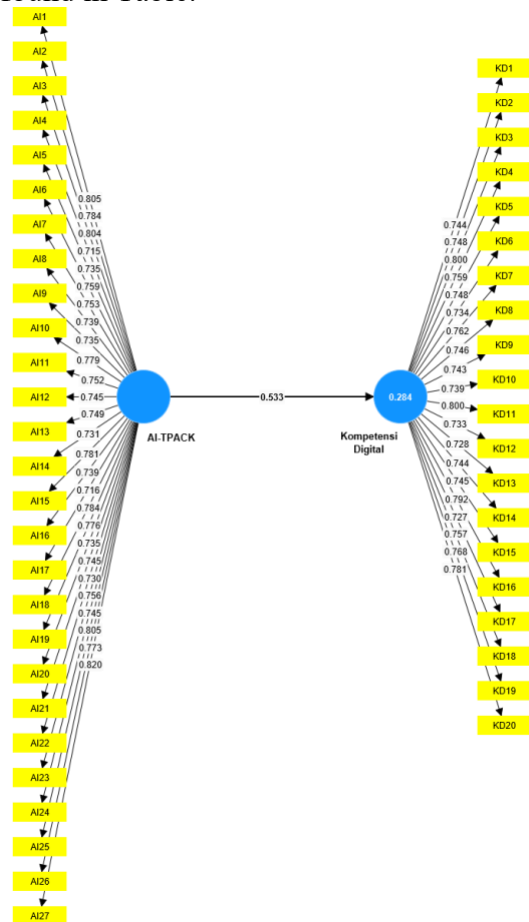 AI1
AI2
AI3
AI4
AI5
AI6
AI7
AI8
AI9
AI10
AI11
AI12
AI13
AI14
AI15
AI16
AI17
AI18
AI19
AI20
AI21
AI22
AI23
AI24
AI25
AI26
AI27
0.805
0.784
0.804
0.715
0.735
0.759
0.753
0.739
0.735
0.779
0.752
0.745
0.749
0.731
0.781
0.739
0.716
0.784
0.776
0.735
0.745
0.730
0.756
0.745
0.805
0.773
0.820
AI-TPACK
0.533
0.284
Kompetensi
Digital
0.744
0.748
0.800
0.759
0.748
0.734
0.762
0.746
0.743
0.739
0.800
0.733
0.728
0.744
0.745
0.792
0.727
0.757
0.768
0.781
KD1
KD2
KD3
KD4
KD5
KD6
KD7
KD8
KD9
KD10
KD11
KD12
KD13
KD14
KD15
KD16
KD17
KD18
KD19
KD20